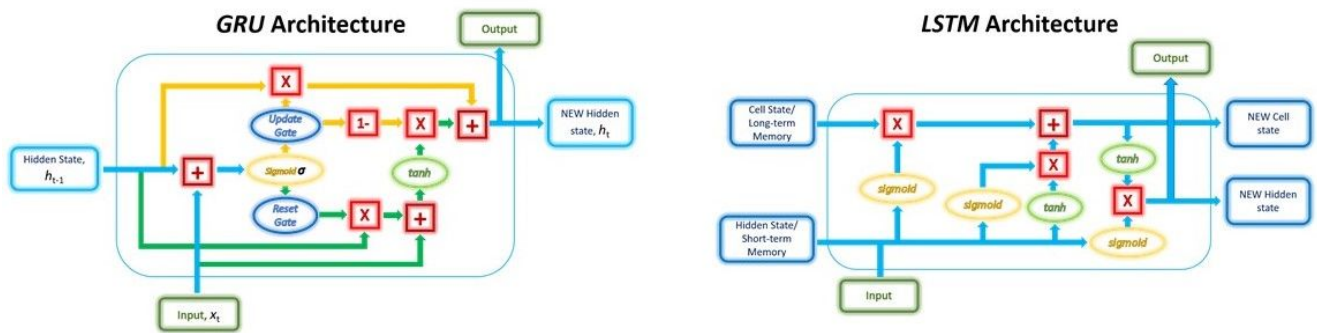 GRU Architecture
Output
X
Update
Gate
1-
X
+
NEW Hidden
state, hₜ
Hidden State,
hₜ₋₁
+
Sigmoid σ
tanh
Reset
Gate
X
+
Input, xₜ
LSTM Architecture
Output
Cell State/
Long-term
Memory
X
+
NEW Cell
state
tanh
X
sigmoid
sigmoid
tanh
X
NEW Hidden
state
Hidden State/
Short-term
Memory
sigmoid
Input